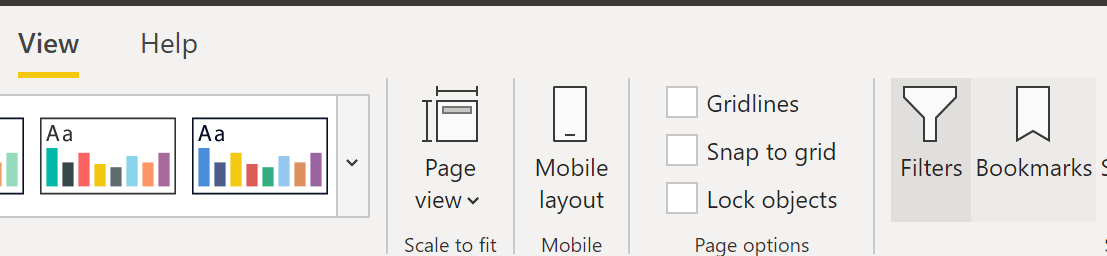 View Help
Aa Aa
Page view
Mobile layout
Gridlines
Snap to grid
Lock objects
Filters Bookmarks
Scale to fit Mobile Page options